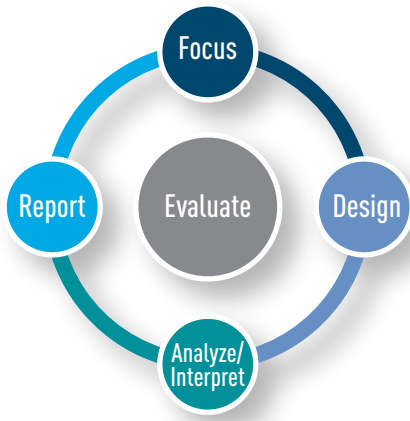 Focus
Report
Evaluate
Design
Analyze/
Interpret